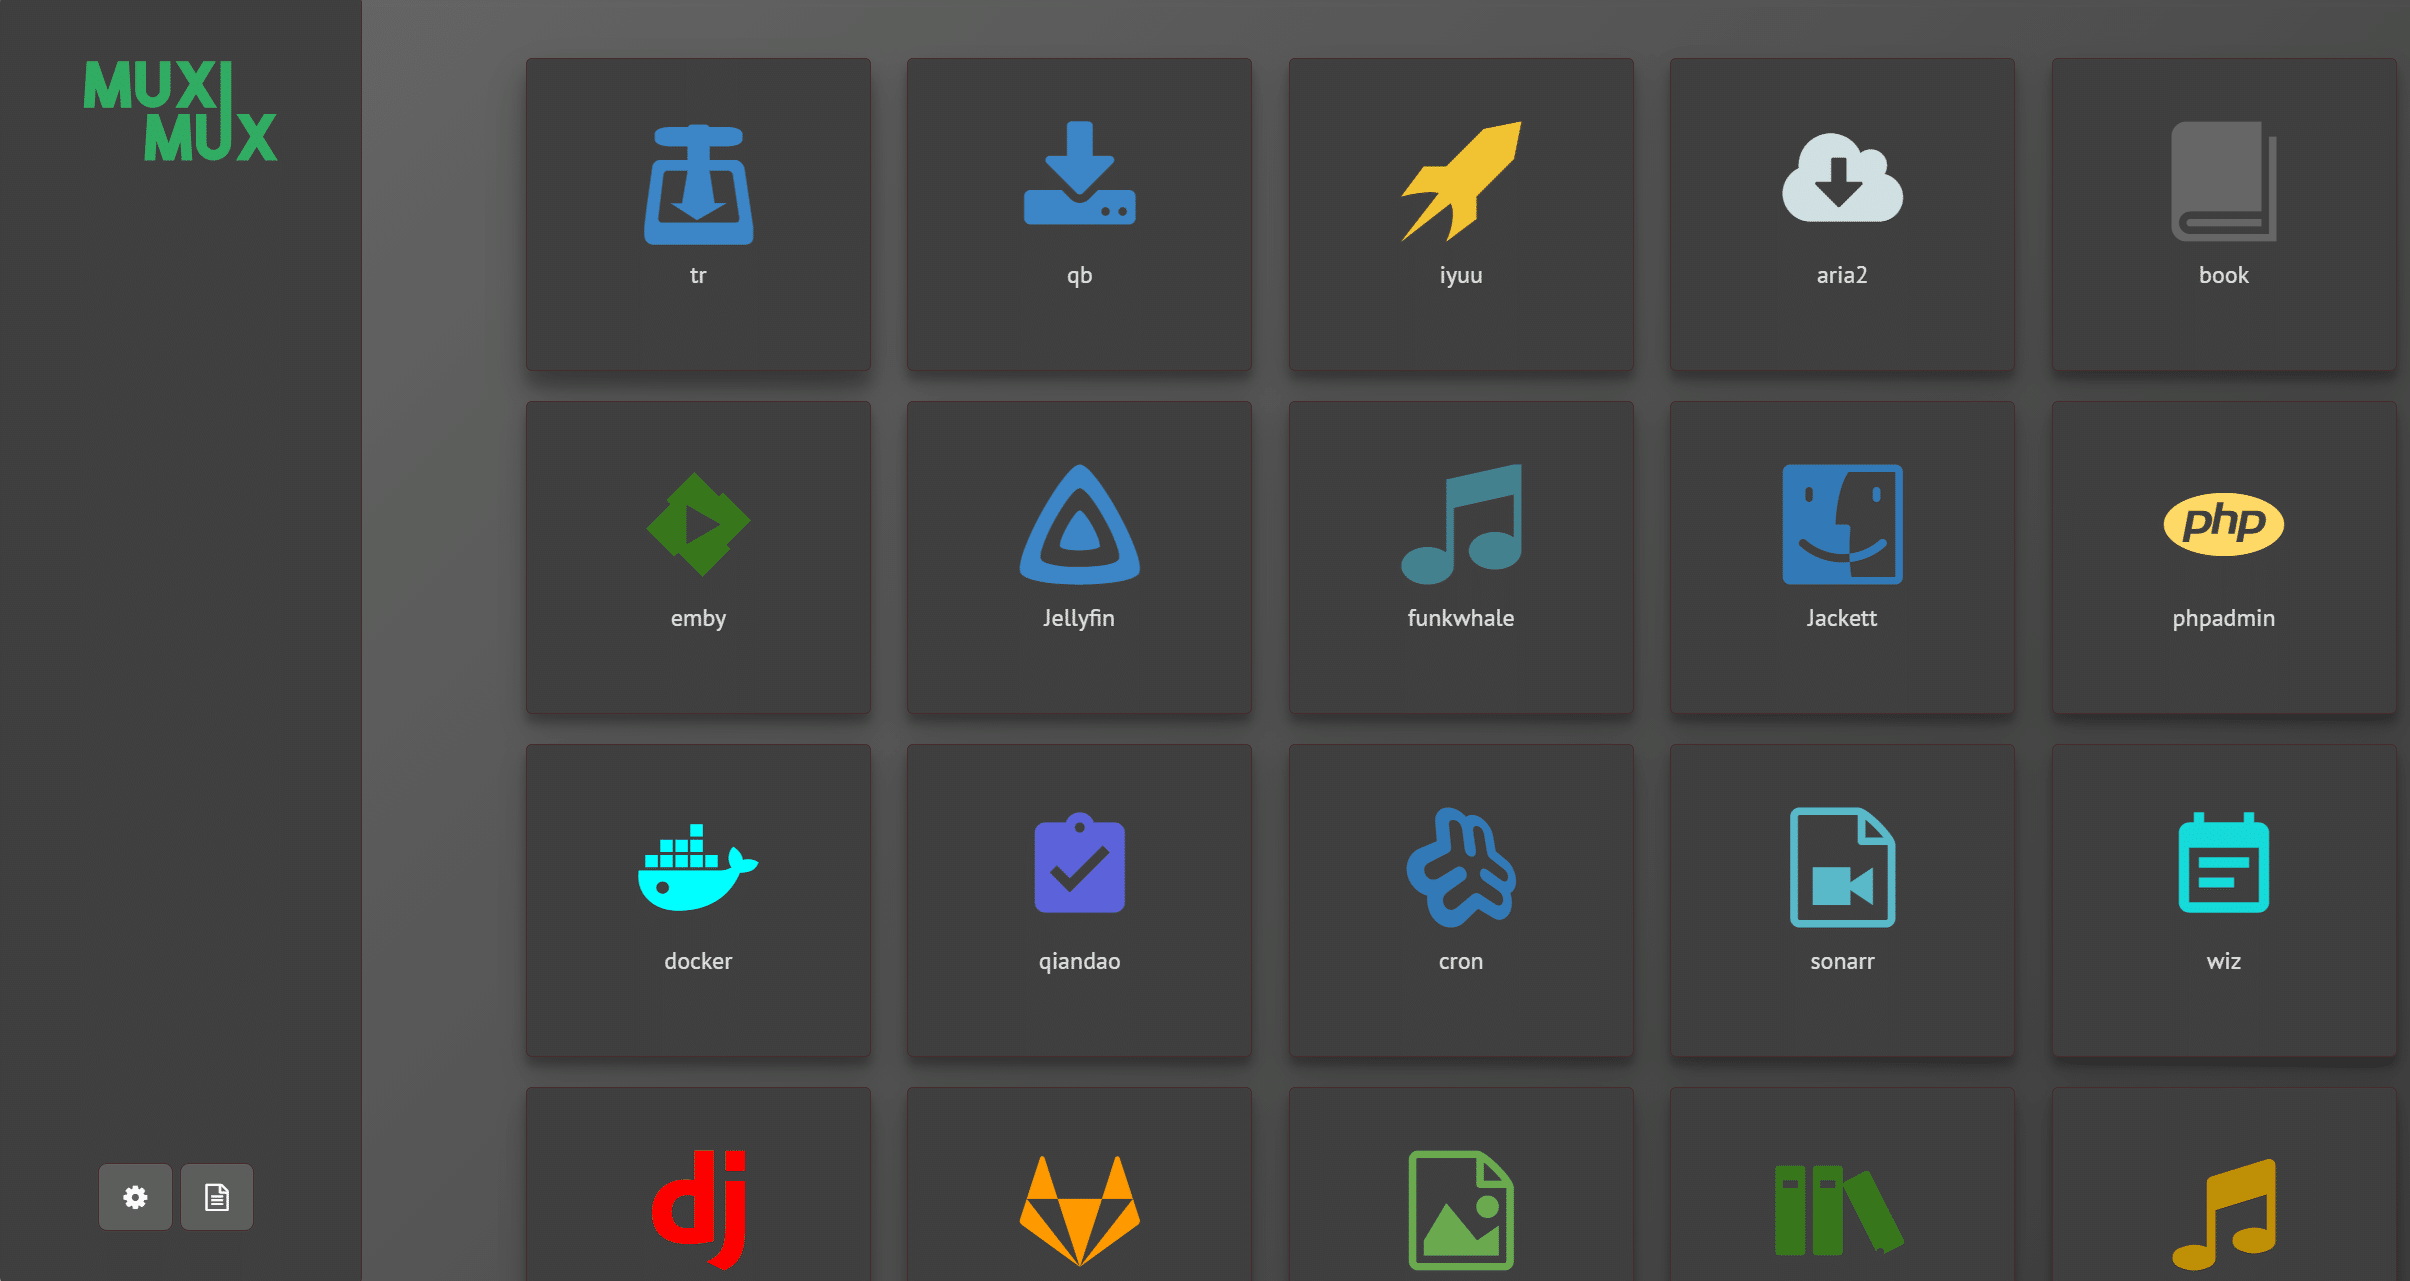 MUXI
MUX
tr
qb
iyuu
aria2
book
emby
Jellyfin
funkwhale
Jackett
php
phpadmin
docker
qiandao
cron
sonarr
wiz
dj